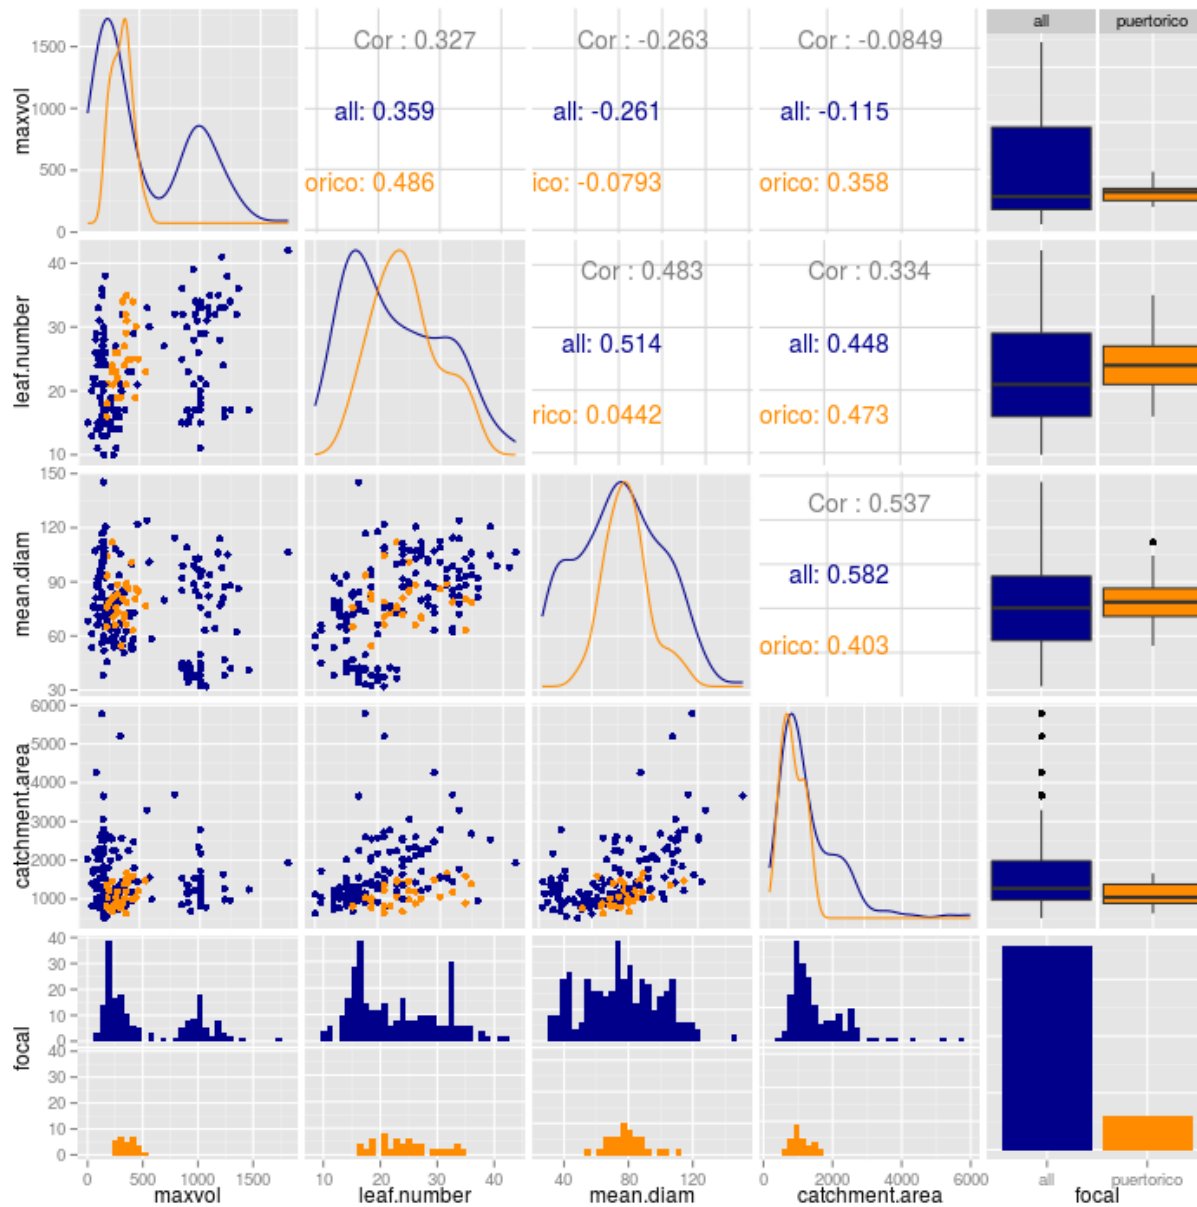 all puertorico
maxvol
1500
1000
500
0
Cor : 0.327
all: 0.359
orico: 0.486
Cor : -0.263
all: -0.261
ico: -0.0793
Cor : -0.0849
all: -0.115
orico: 0.358
leaf.number
40
30
20
10
Cor : 0.483
all: 0.514
rico: 0.0442
Cor : 0.334
all: 0.448
orico: 0.473
mean.diam
150
120
90
60
30
Cor : 0.537
all: 0.582
orico: 0.403
catchment.area
6000
5000
4000
3000
2000
1000
focal
40
30
20
10
0
40
30
20
10
0
0 500 1000 1500
maxvol
10 20 30 40
leaf.number
40 80 120
mean.diam
0 2000 4000 6000
catchment.area
all puertorico
focal